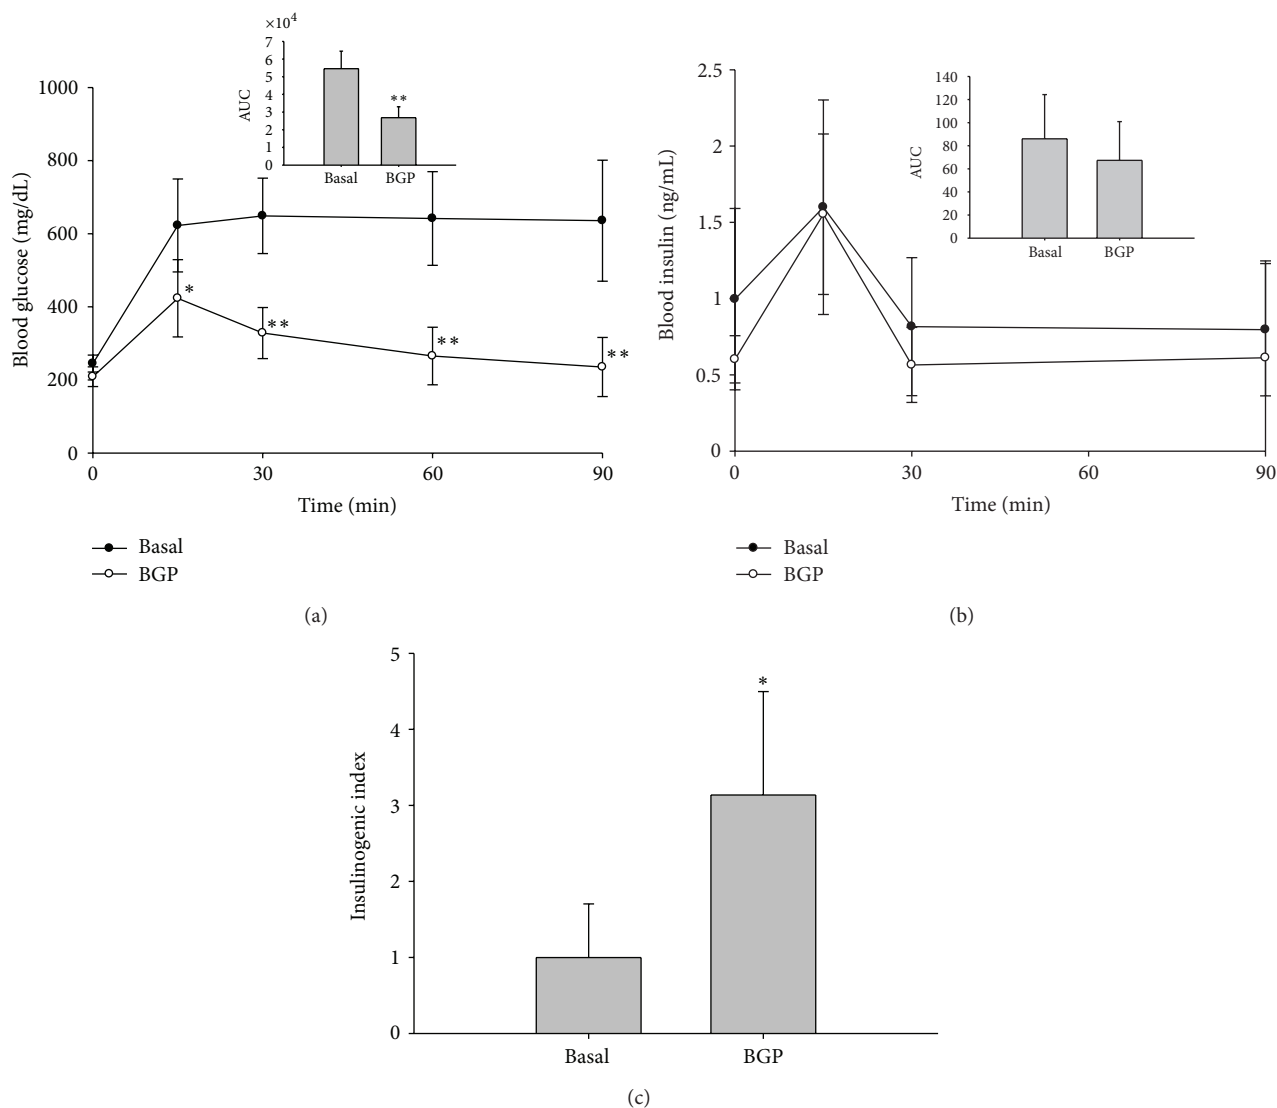 ×10⁴
7
6
5
4
3
2
1
0
AUC
**
Basal BGP
1000
800
600
400
200
0
Blood glucose (mg/dL)
*
**
**
**
0 30 60 90
Time (min)
Basal
BGP
(a)
2.5
2
1.5
1
0.5
0
Blood insulin (ng/mL)
140
120
100
80
60
40
20
0
AUC
Basal BGP
0 30 60 90
Time (min)
Basal
BGP
(b)
5
4
3
2
1
0
Insulinogenic index
*
Basal BGP
(c)